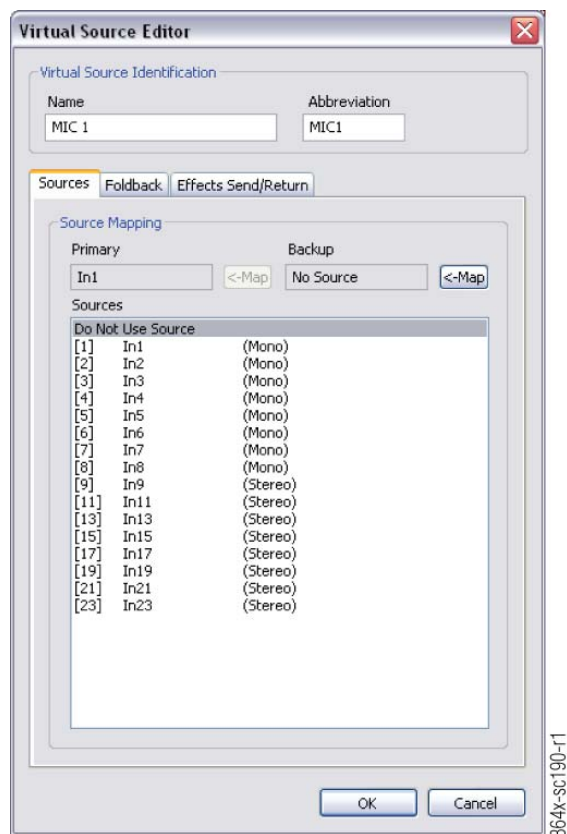 Virtual Source Editor
Virtual Source Identification
Name Abbreviation
MIC 1 MIC1
Sources Foldback Effects Send/Return
Source Mapping
Primary Backup
In1 <-Map No Source <-Map
Sources
Do Not Use Source
[1] In1 (Mono)
[2] In2 (Mono)
[3] In3 (Mono)
[4] In4 (Mono)
[5] In5 (Mono)
[6] In6 (Mono)
[7] In7 (Mono)
[8] In8 (Mono)
[9] In9 (Stereo)
[11] In11 (Stereo)
[13] In13 (Stereo)
[15] In15 (Stereo)
[17] In17 (Stereo)
[19] In19 (Stereo)
[21] In21 (Stereo)
[23] In23 (Stereo)
OK Cancel
864x-sc190-r1